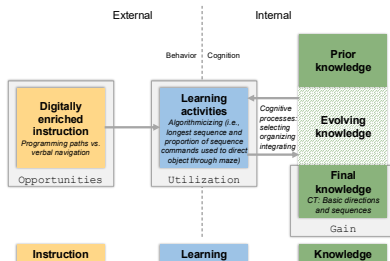 External
Internal
Behavior
Cognition
Prior
knowledge
Digitally
enriched
instruction
Programming paths vs.
verbal navigation
Opportunities
Learning
activities
Algorithmicizing (i.e.,
longest sequence and
proportion of sequence
commands used to direct
object through maze)
Utilization
Cognitive
processes:
selecting
organizing
integrating
Evolving
knowledge
Final
knowledge
CT: Basic directions
and sequences
Gain
Instruction
Learning
Knowledge